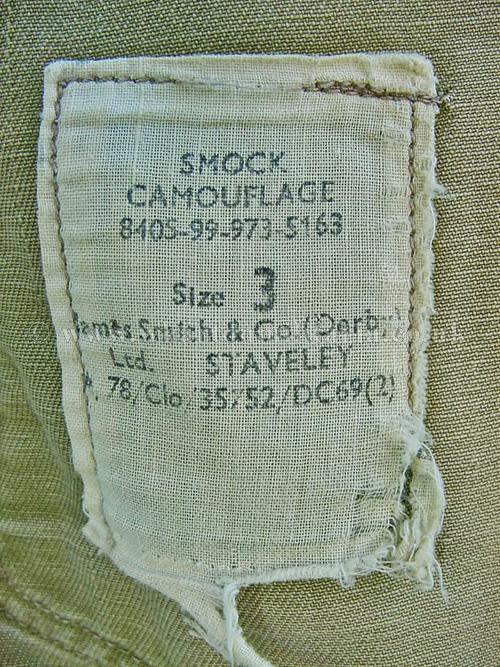 SMOCK
CAMOUFLAGE
8405-99-973-5163
Size 3
James Smith & Co. (Derby)
Ltd. STAVELEY
A. 78/Clo/35/52,/DC69(2)